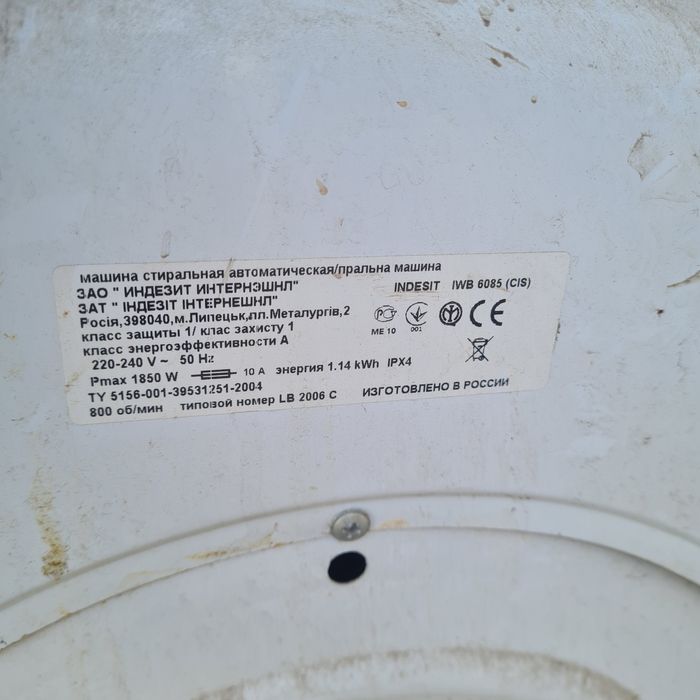 машина стиральная автоматическая/пральна машина
ЗАО " ИНДЕЗИТ ИНТЕРНЭШНЛ"
INDESIT IWB 6085 (CIS)
ЗАТ " ІНДЕЗІТ ІНТЕРНЕШНЛ"
Росія,398040,м.Липецьк,пл.Металургів,2
класс защиты 1/ клас захисту 1
ME 10 001
класс энергоэффективности А
220-240 V ~ 50 Hz
Pmax 1850 W 10 A энергия 1.14 kWh IPX4
ТУ 5156-001-39531251-2004
800 об/мин типовой номер LB 2006 C ИЗГОТОВЛЕНО В РОССИИ